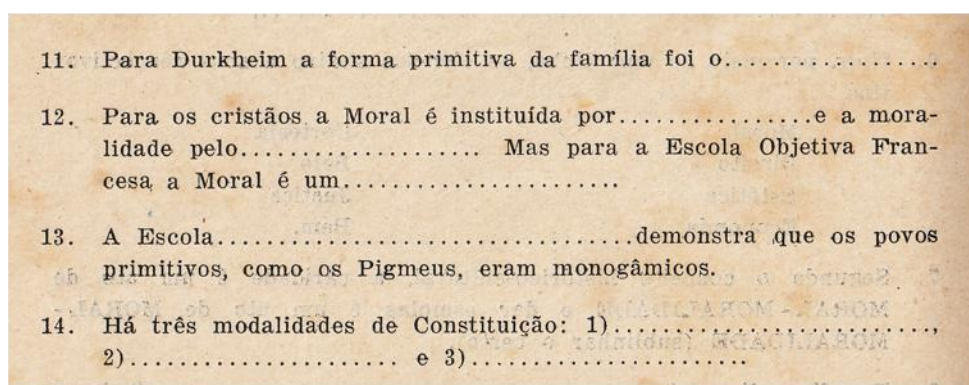 11. Para Durkheim a forma primitiva da família foi o..................
12. Para os cristãos a Moral é instituída por................e a mora-
lidade pelo.................... Mas para a Escola Objetiva Fran-
cesa a Moral é um.......................
13. A Escola..................................demonstra que os povos
primitivos, como os Pigmeus, eram monogâmicos.
14. Há três modalidades de Constituição: 1)..........................,
2)...................... e 3).......................